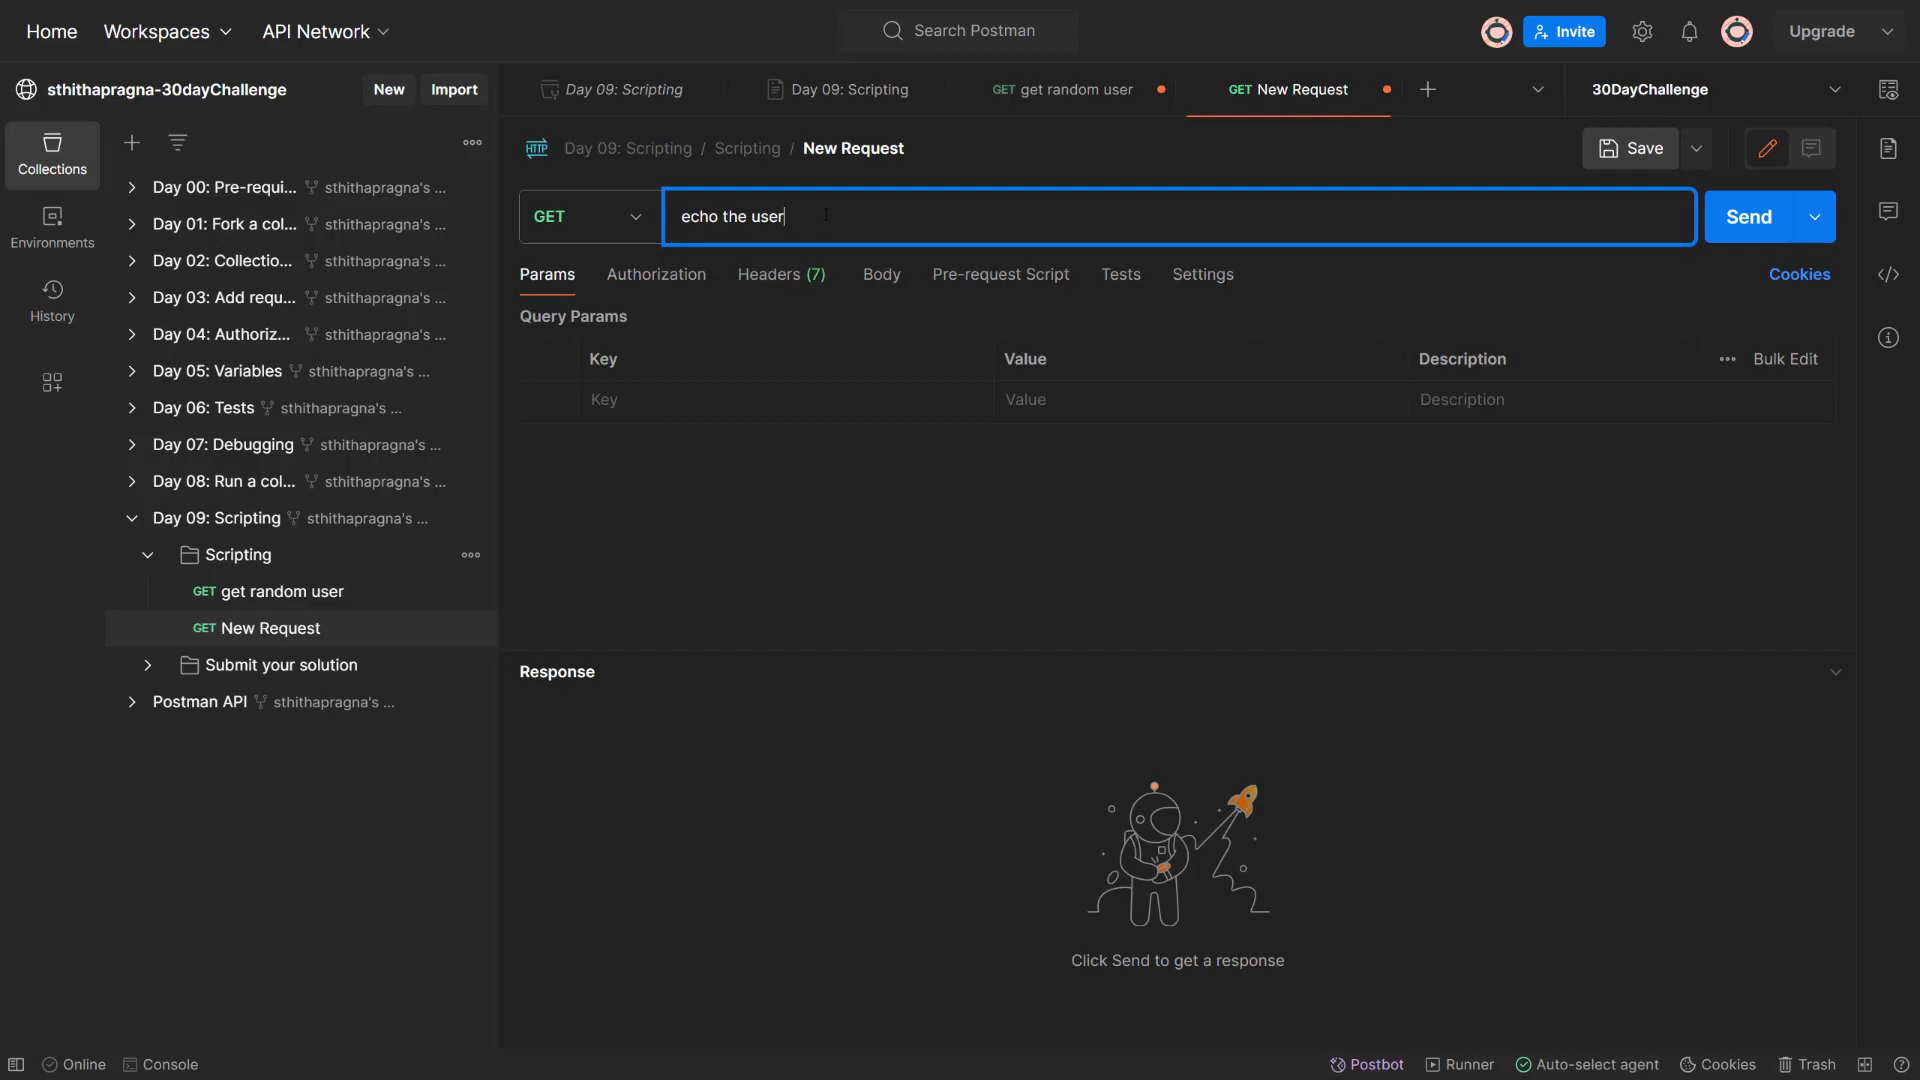 Home Workspaces API Network Search Postman Invite Upgrade
sthithapragna-30dayChallenge New Import Day 09: Scripting Day 09: Scripting GET get random user GET New Request 30DayChallenge
HTTP Day 09: Scripting / Scripting / New Request Save
Collections
Environments
History
Day 00: Pre-requi... sthithapragna's ...
Day 01: Fork a col... sthithapragna's ...
Day 02: Collectio... sthithapragna's ...
Day 03: Add requ... sthithapragna's ...
Day 04: Authoriz... sthithapragna's ...
Day 05: Variables sthithapragna's ...
Day 06: Tests sthithapragna's ...
Day 07: Debugging sthithapragna's ...
Day 08: Run a col... sthithapragna's ...
Day 09: Scripting sthithapragna's ...
Scripting
GET get random user
GET New Request
Submit your solution
Postman API sthithapragna's ...
GET echo the user Send
Params Authorization Headers (7) Body Pre-request Script Tests Settings Cookies
Query Params
Key Value Description Bulk Edit
Key Value Description
Response
Click Send to get a response
Online Console Postbot Runner Auto-select agent Cookies Trash